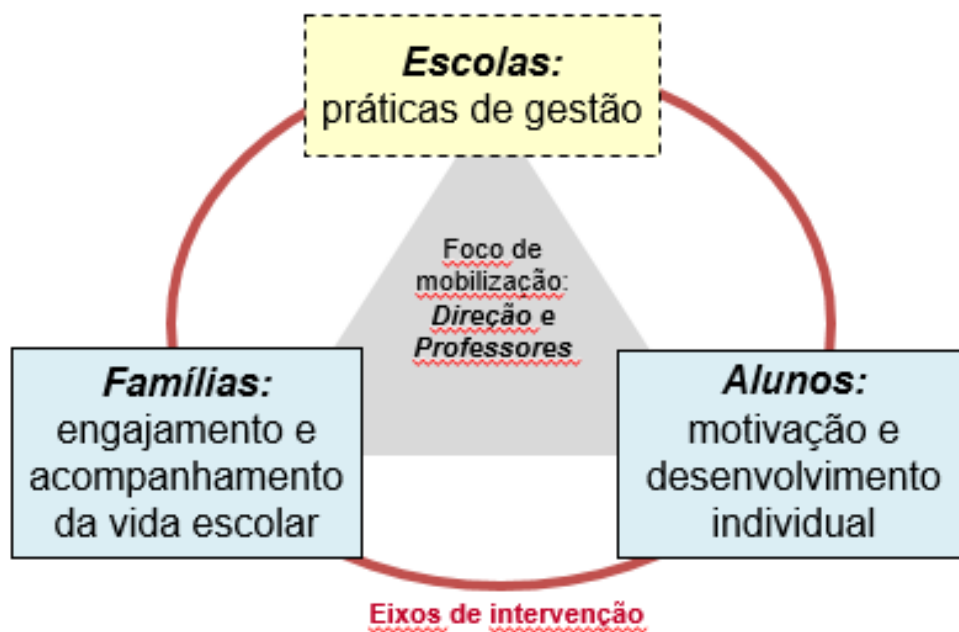 Escolas:
práticas de gestão
Foco de
mobilização:
Direção e
Professores
Famílias:
engajamento e
acompanhamento
da vida escolar
Alunos:
motivação e
desenvolvimento
individual
Eixos de intervenção